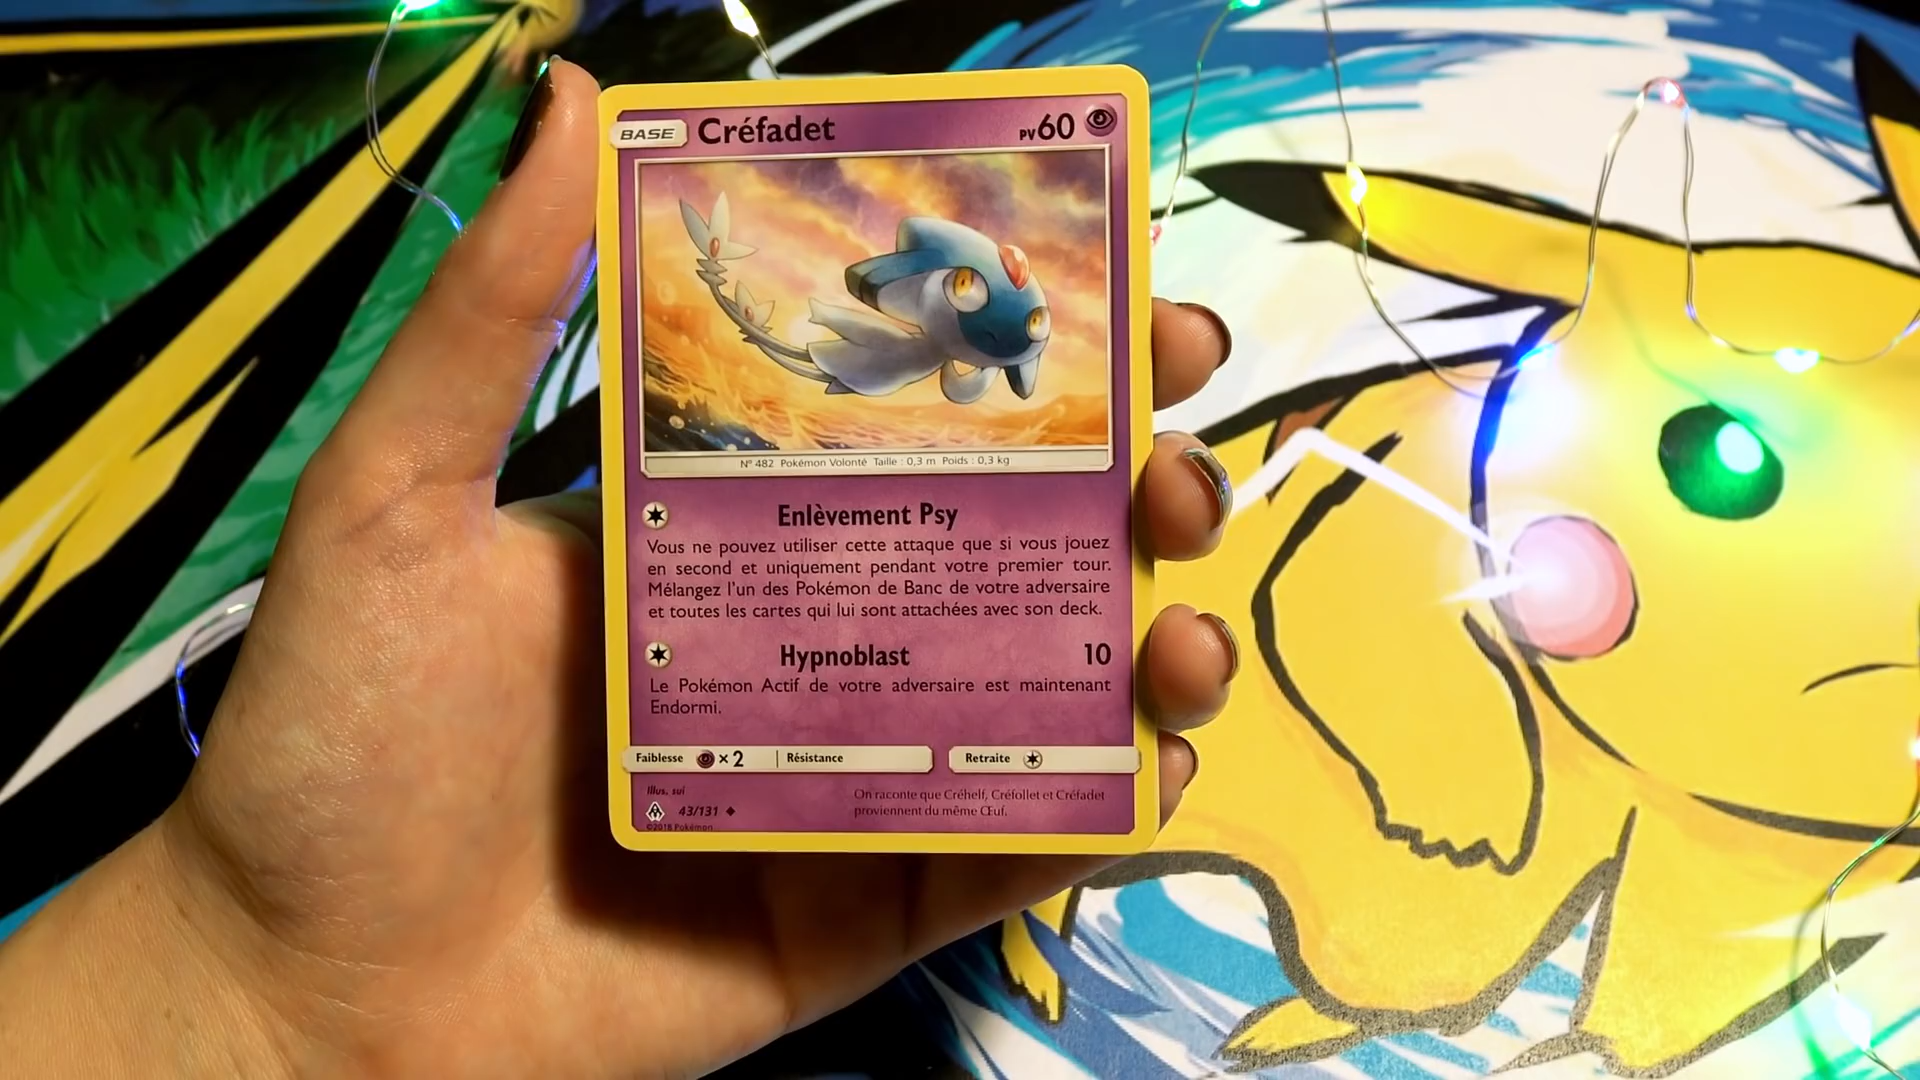 BASE Créfadet PV60
N° 482 Pokémon Volonté Taille : 0,3 m Poids : 0,3 kg
Enlèvement Psy
Vous ne pouvez utiliser cette attaque que si vous jouez
en second et uniquement pendant votre premier tour.
Mélangez l'un des Pokémon de Banc de votre adversaire
et toutes les cartes qui lui sont attachées avec son deck.
Hypnoblast 10
Le Pokémon Actif de votre adversaire est maintenant
Endormi.
Faiblesse ×2 Résistance Retraite
Illus. sui
43/131
©2018 Pokémon
On raconte que Créhelf, Créfollet et Créfadet
proviennent du même Œuf.